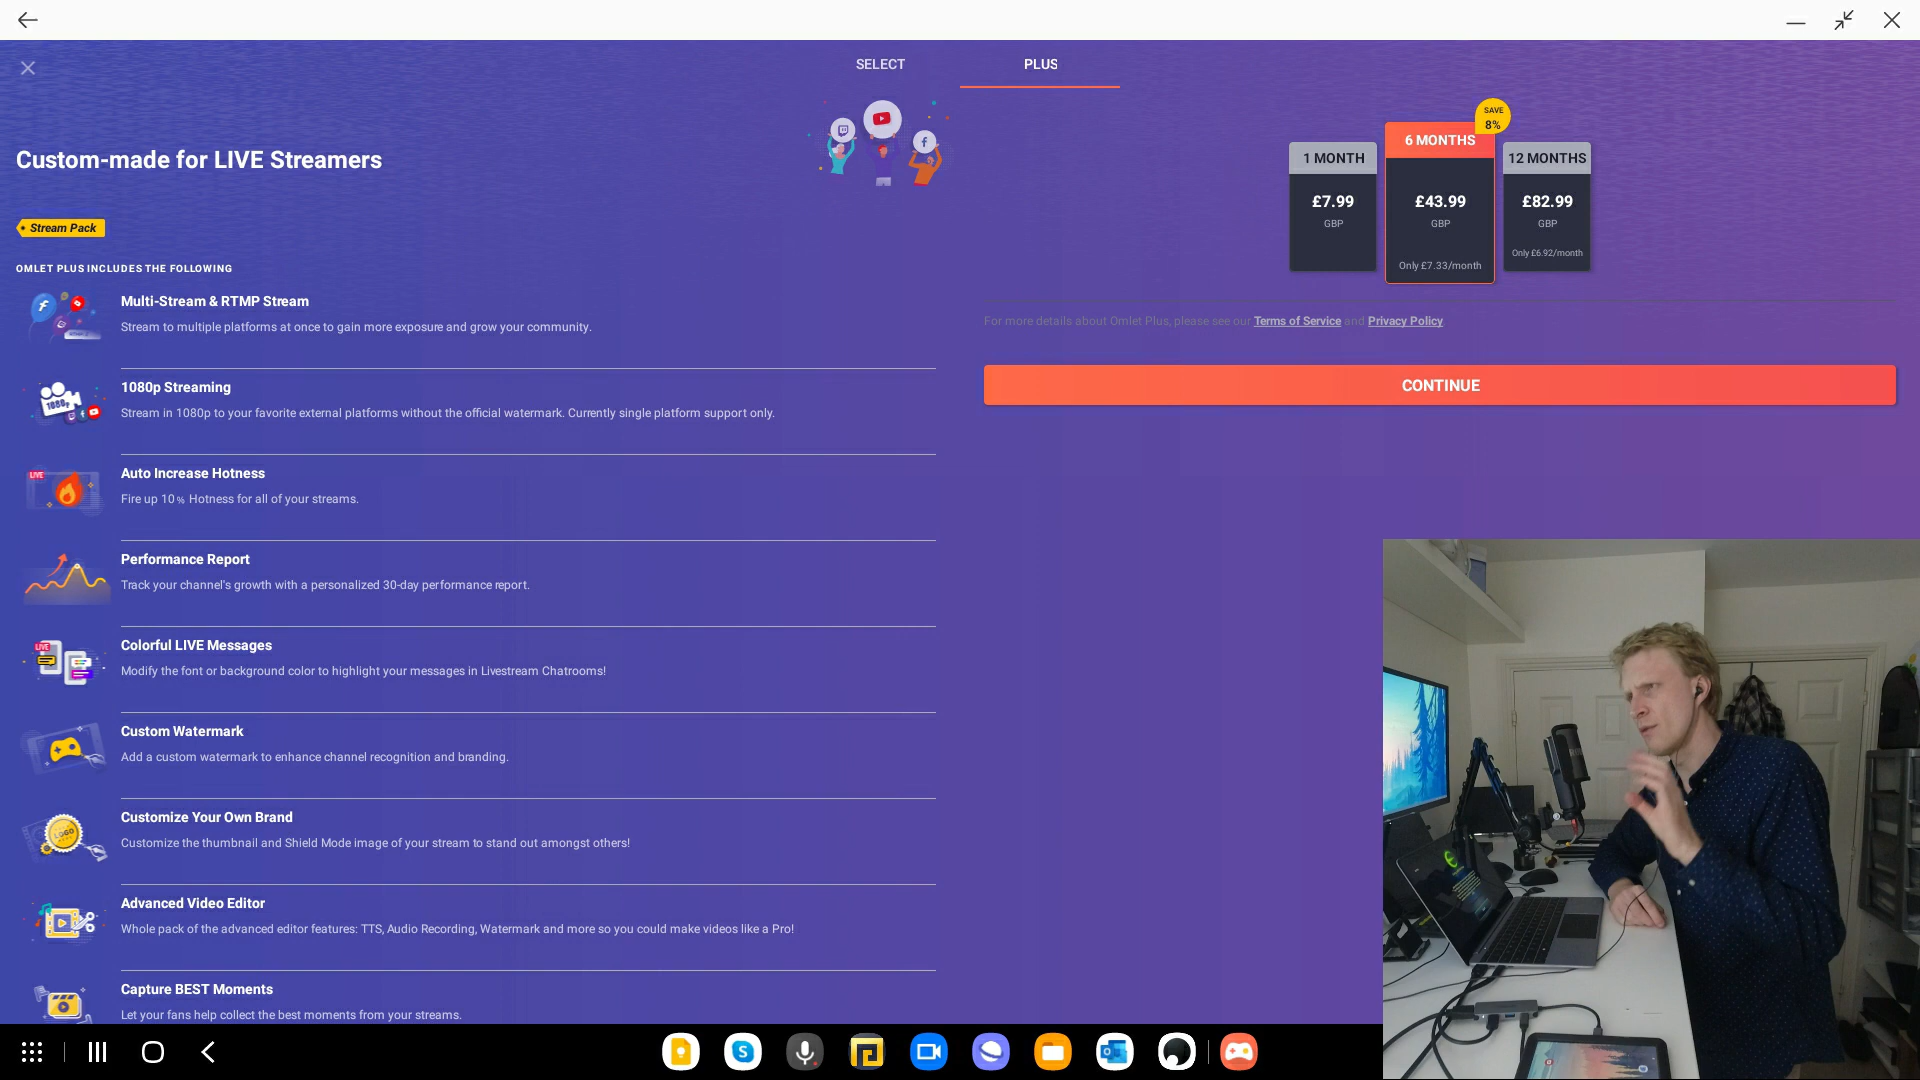 SELECT
PLUS
Custom-made for LIVE Streamers
Stream Pack
OMLET PLUS INCLUDES THE FOLLOWING
Multi-Stream & RTMP Stream
Stream to multiple platforms at once to gain more exposure and grow your community.
1080p
1080p Streaming
Stream in 1080p to your favorite external platforms without the official watermark. Currently single platform support only.
LIVE
Auto Increase Hotness
Fire up 10% Hotness for all of your streams.
Performance Report
Track your channel's growth with a personalized 30-day performance report.
LIVE
Colorful LIVE Messages
Modify the font or background color to highlight your messages in Livestream Chatrooms!
Custom Watermark
Add a custom watermark to enhance channel recognition and branding.
LOGO
Customize Your Own Brand
Customize the thumbnail and Shield Mode image of your stream to stand out amongst others!
Advanced Video Editor
Whole pack of the advanced editor features: TTS, Audio Recording, Watermark and more so you could make videos like a Pro!
Capture BEST Moments
Let your fans help collect the best moments from your streams.
SAVE
8%
1 MONTH
£7.99
GBP
6 MONTHS
£43.99
GBP
Only £7.33/month
12 MONTHS
£82.99
GBP
Only £6.92/month
For more details about Omlet Plus, please see our Terms of Service and Privacy Policy
CONTINUE